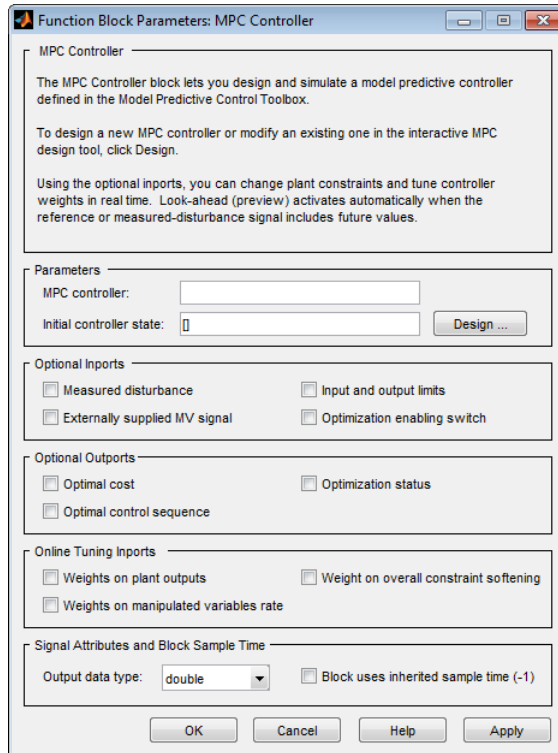 Function Block Parameters: MPC Controller
MPC Controller
The MPC Controller block lets you design and simulate a model predictive controller
defined in the Model Predictive Control Toolbox.
To design a new MPC controller or modify an existing one in the interactive MPC
design tool, click Design.
Using the optional inports, you can change plant constraints and tune controller
weights in real time. Look-ahead (preview) activates automatically when the
reference or measured-disturbance signal includes future values.
Parameters
MPC controller:
Initial controller state: [] Design ...
Optional Inports
Measured disturbance Input and output limits
Externally supplied MV signal Optimization enabling switch
Optional Outports
Optimal cost Optimization status
Optimal control sequence
Online Tuning Inports
Weights on plant outputs Weight on overall constraint softening
Weights on manipulated variables rate
Signal Attributes and Block Sample Time
Output data type: double Block uses inherited sample time (-1)
OK Cancel Help Apply